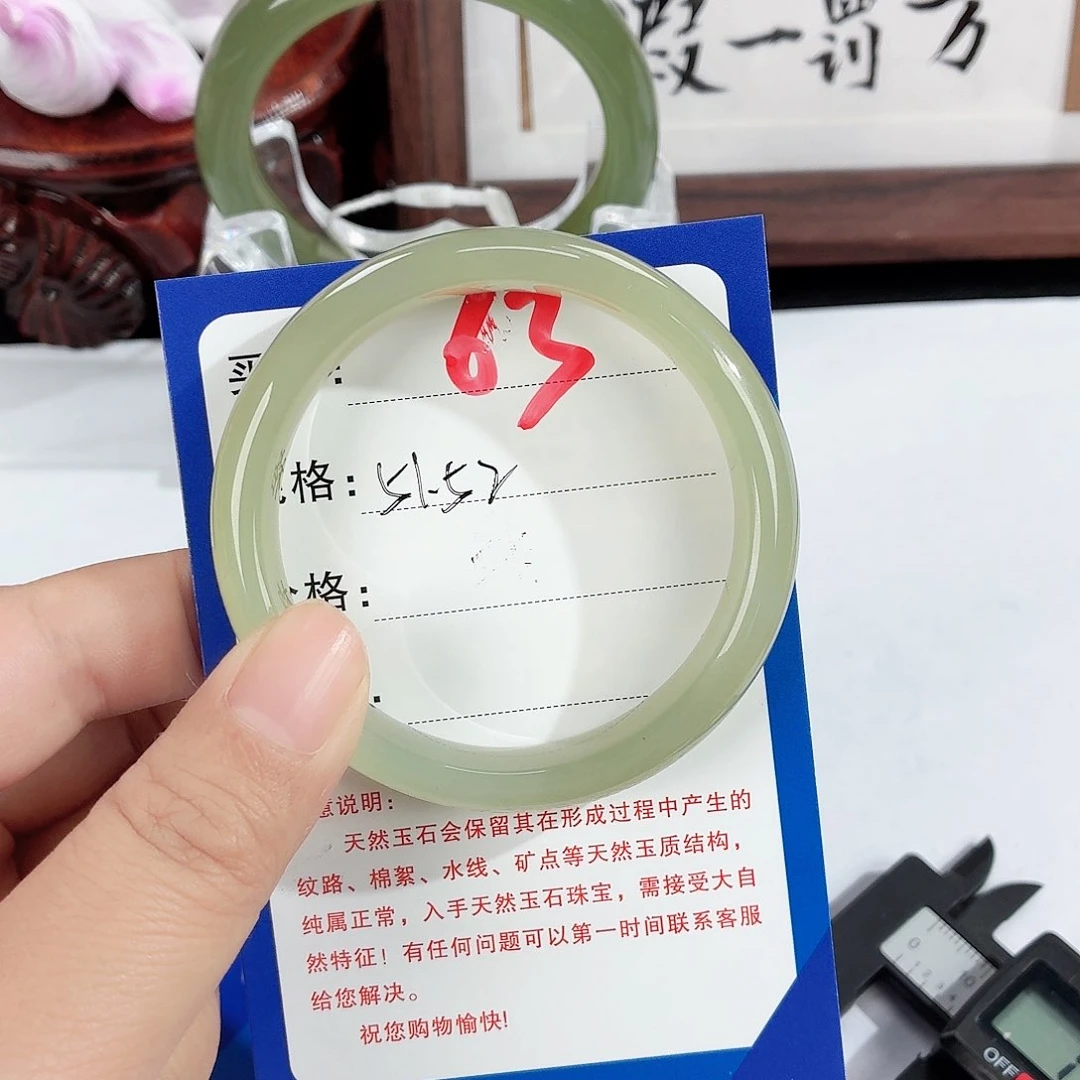 一
63
格：
格：
意说明：
天然玉石会保留其在形成过程中产生的
纹路、棉絮、水线、矿点等天然玉质结构，
纯属正常，入手天然玉石珠宝，需接受大自
然特征！有任何问题可以第一时间联系客服
给您解决。
祝您购物愉快!
OFF